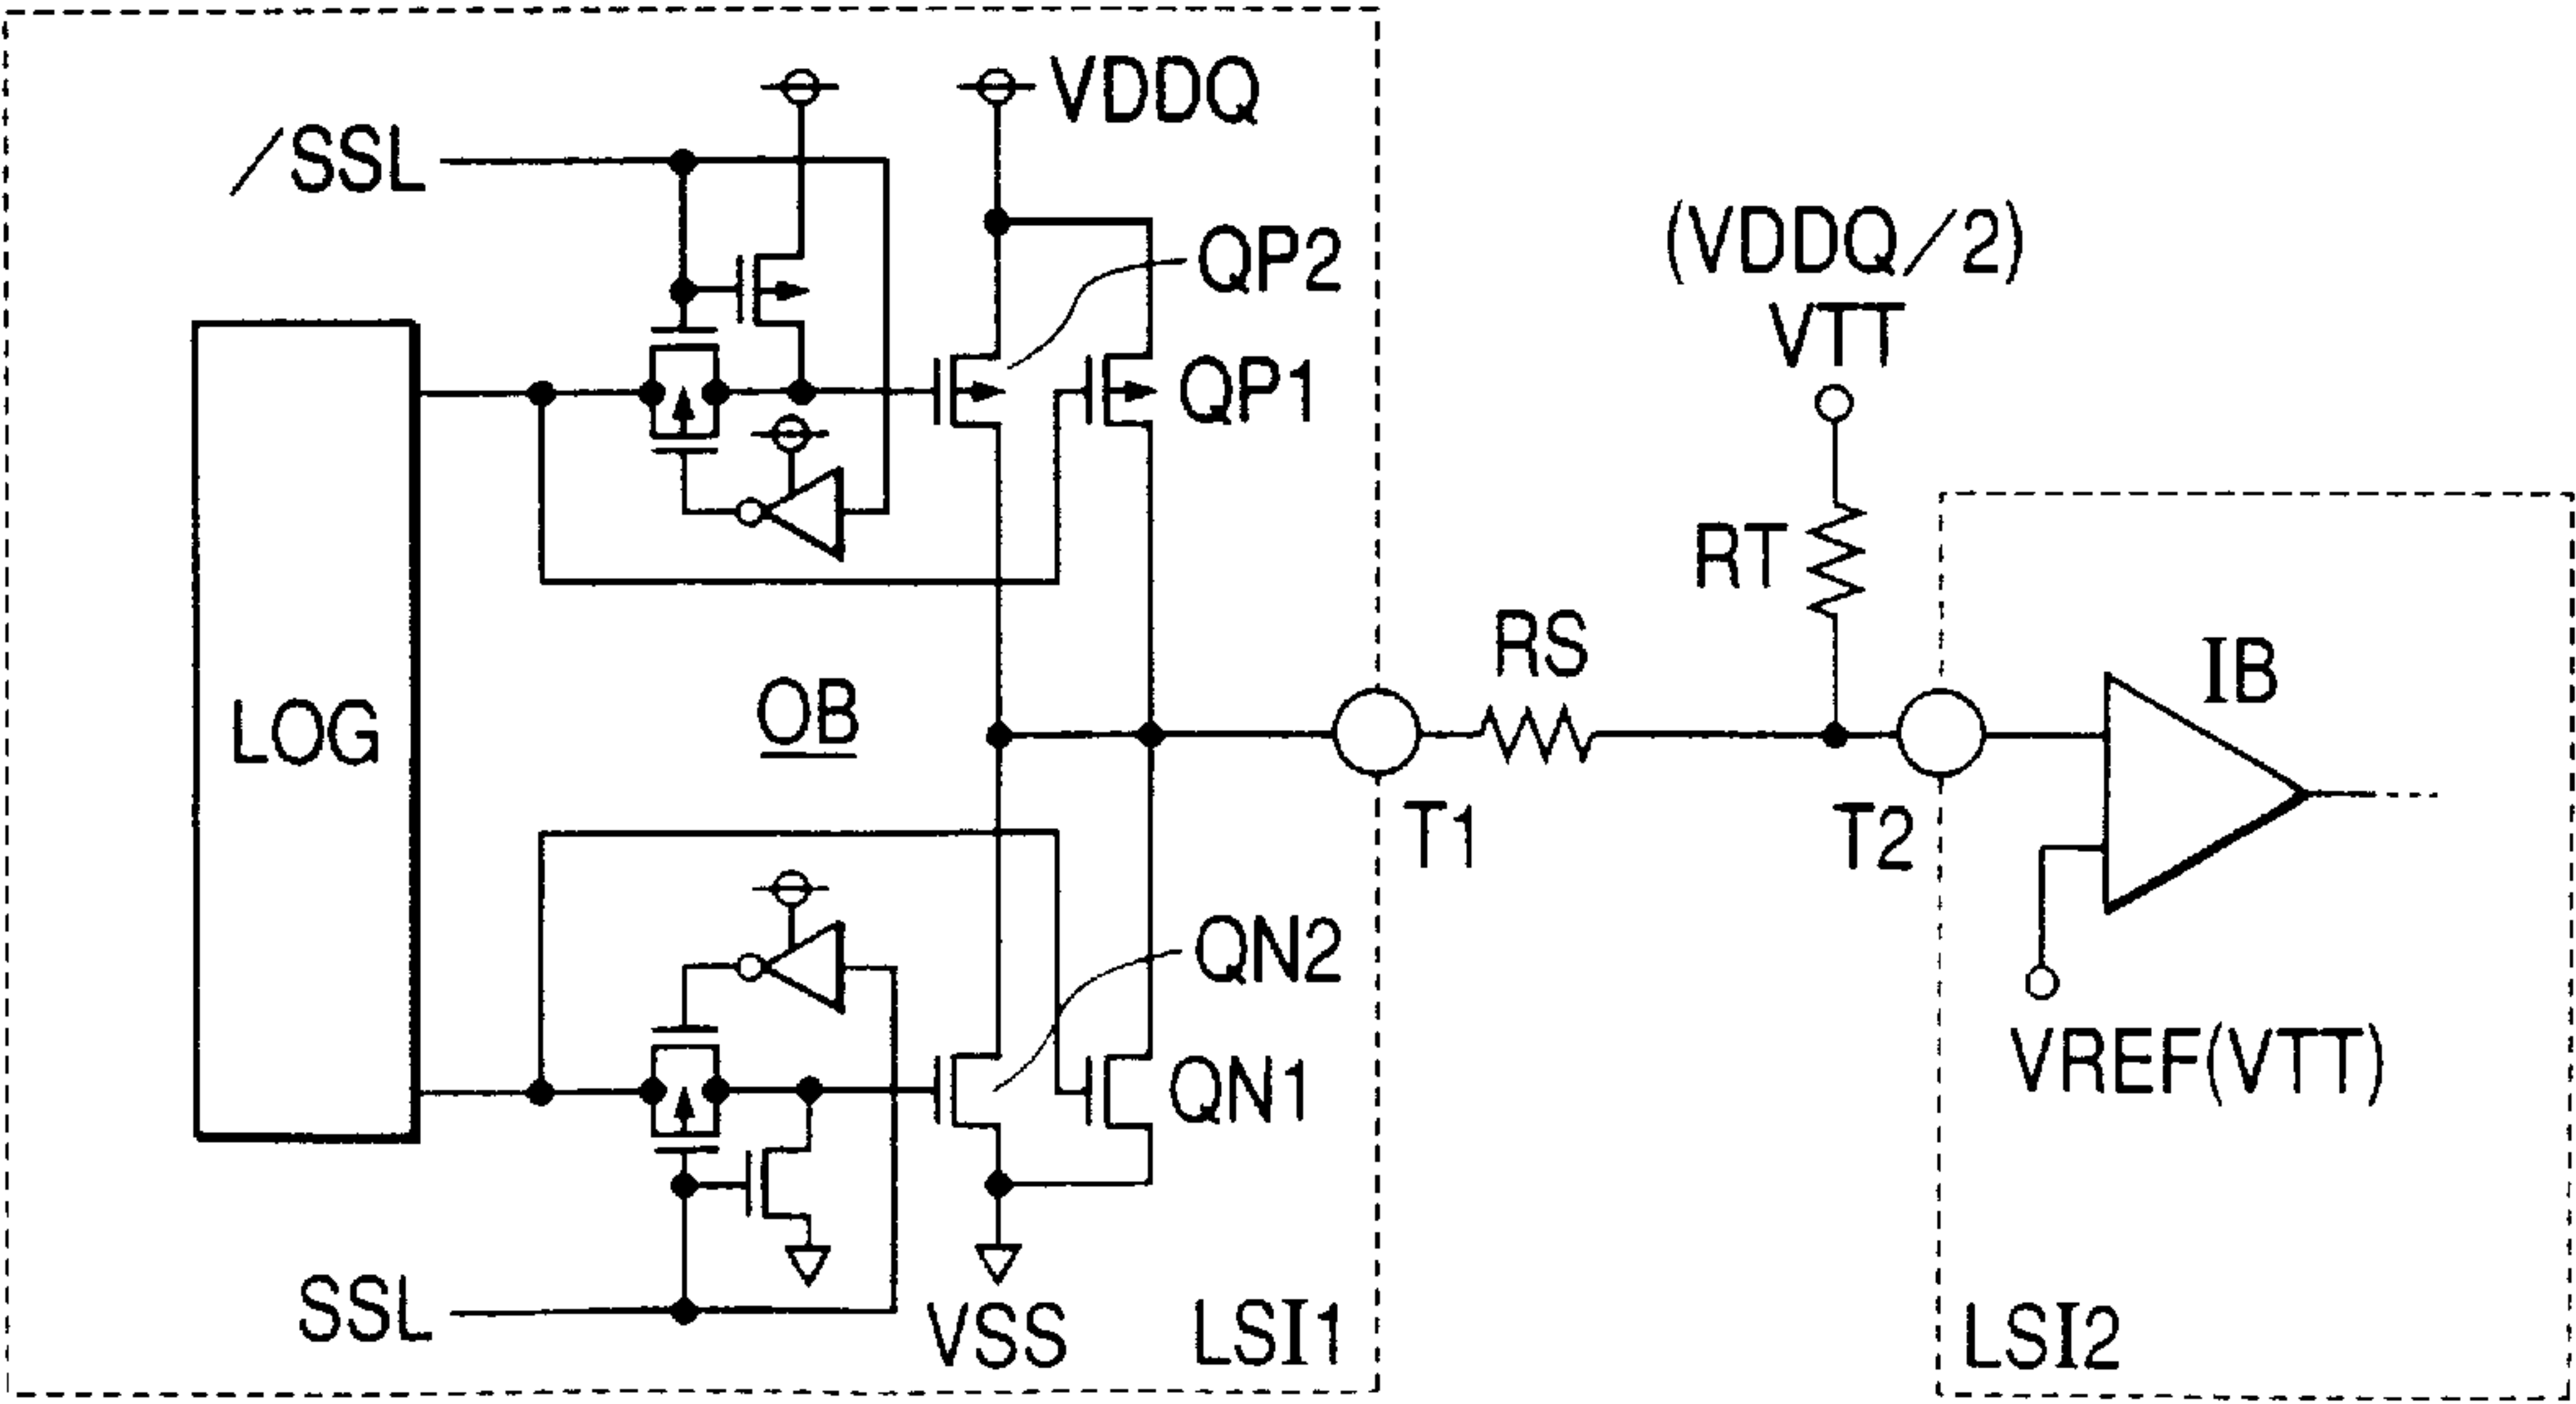 VDDQ
/SSL
QP2
(VDDQ/2)
VTT
QP1
RT
RS
IB
OB
LOG
T1
T2
QN2
VREF(VTT)
QN1
SSL
VSS
LSI1
LSI2